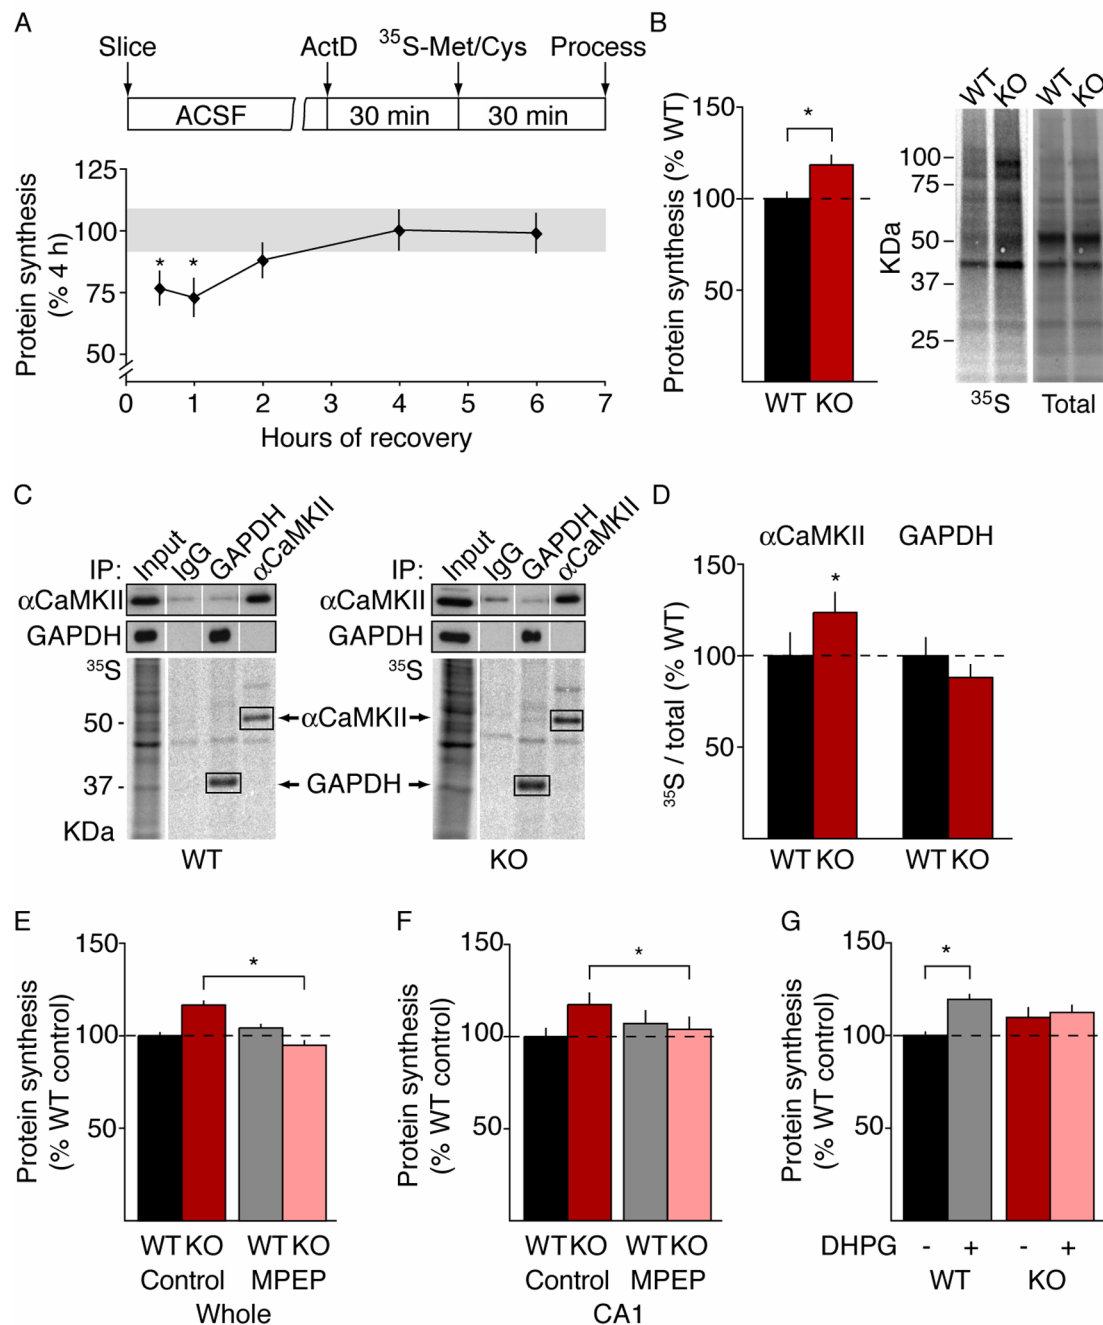 A
Slice ActD ³⁵S-Met/Cys Process
ACSF 30 min 30 min
Protein synthesis
(% 4 h)
125
100
75
50
* *
0 1 2 3 4 5 6 7
Hours of recovery
B
Protein synthesis (% WT)
150
100
50
*
WT KO
WT KO WT KO
KDa
100
75
50
37
25
³⁵S Total
C
IP: Input IgG GAPDH αCaMKII
αCaMKII
GAPDH
³⁵S
50
37
KDa
WT
IP: Input IgG GAPDH αCaMKII
αCaMKII
GAPDH
³⁵S
αCaMKII
GAPDH
KO
D
αCaMKII GAPDH
³⁵S / total (% WT)
150
100
50
*
WT KO WT KO
E
Protein synthesis
(% WT control)
150
100
50
*
WT KO WT KO
Control MPEP
Whole
F
Protein synthesis
(% WT control)
150
100
50
*
WT KO WT KO
Control MPEP
CA1
G
Protein synthesis
(% WT control)
150
100
50
*
DHPG - + - +
WT KO